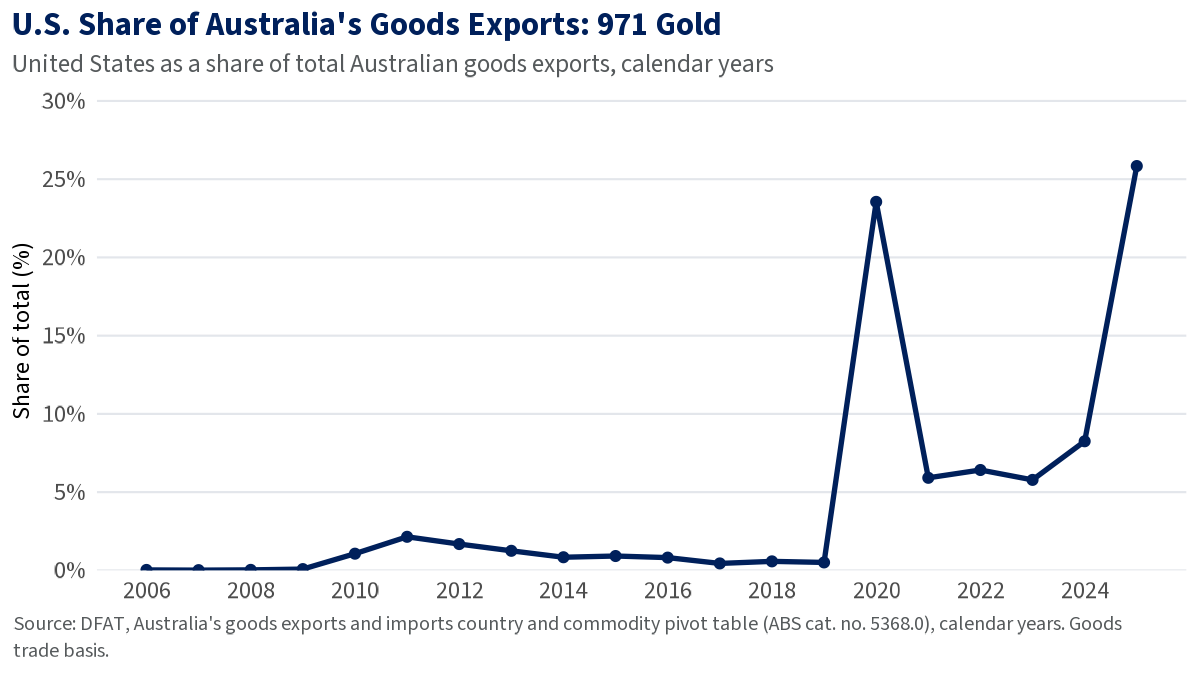 U.S. Share of Australia's Goods Exports: 971 Gold
United States as a share of total Australian goods exports, calendar years
Share of total (%)
30%
25%
20%
15%
10%
5%
0%
2006 2008 2010 2012 2014 2016 2018 2020 2022 2024
Source: DFAT, Australia's goods exports and imports country and commodity pivot table (ABS cat. no. 5368.0), calendar years. Goods
trade basis.